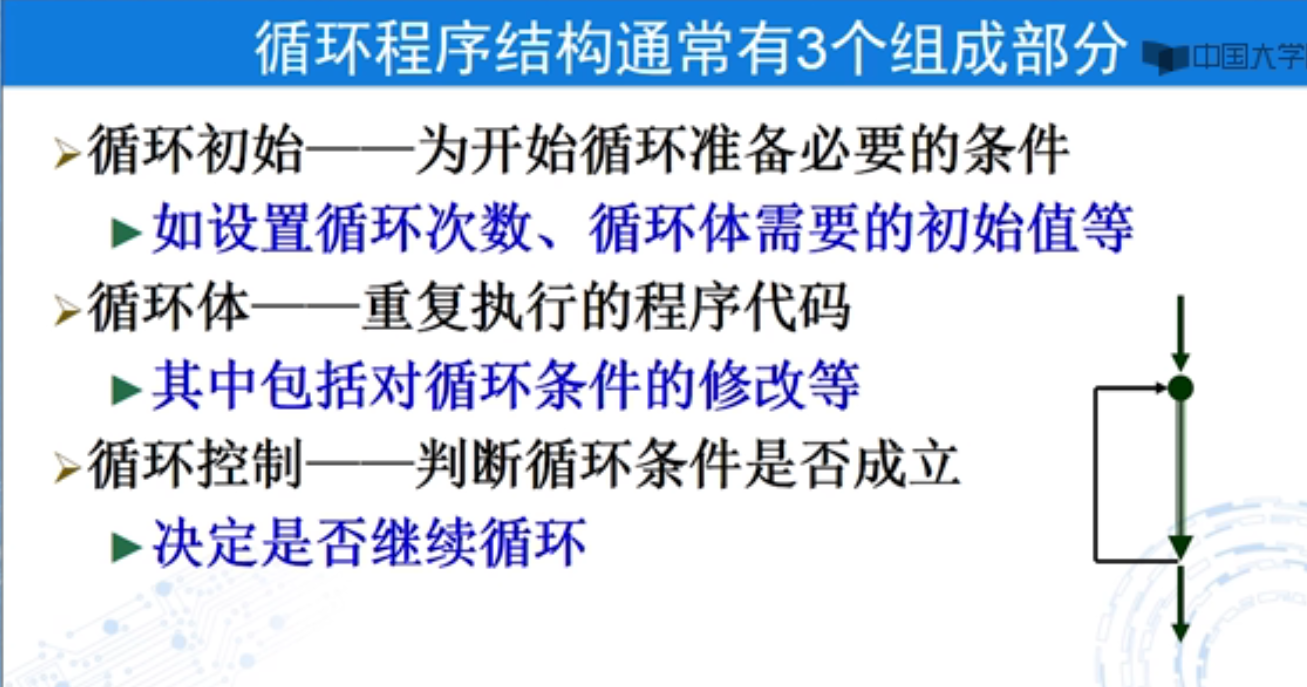 循环程序结构通常有3个组成部分
中国大学
循环初始——为开始循环准备必要的条件
如设置循环次数、循环体需要的初始值等
循环体——重复执行的程序代码
其中包括对循环条件的修改等
循环控制——判断循环条件是否成立
决定是否继续循环